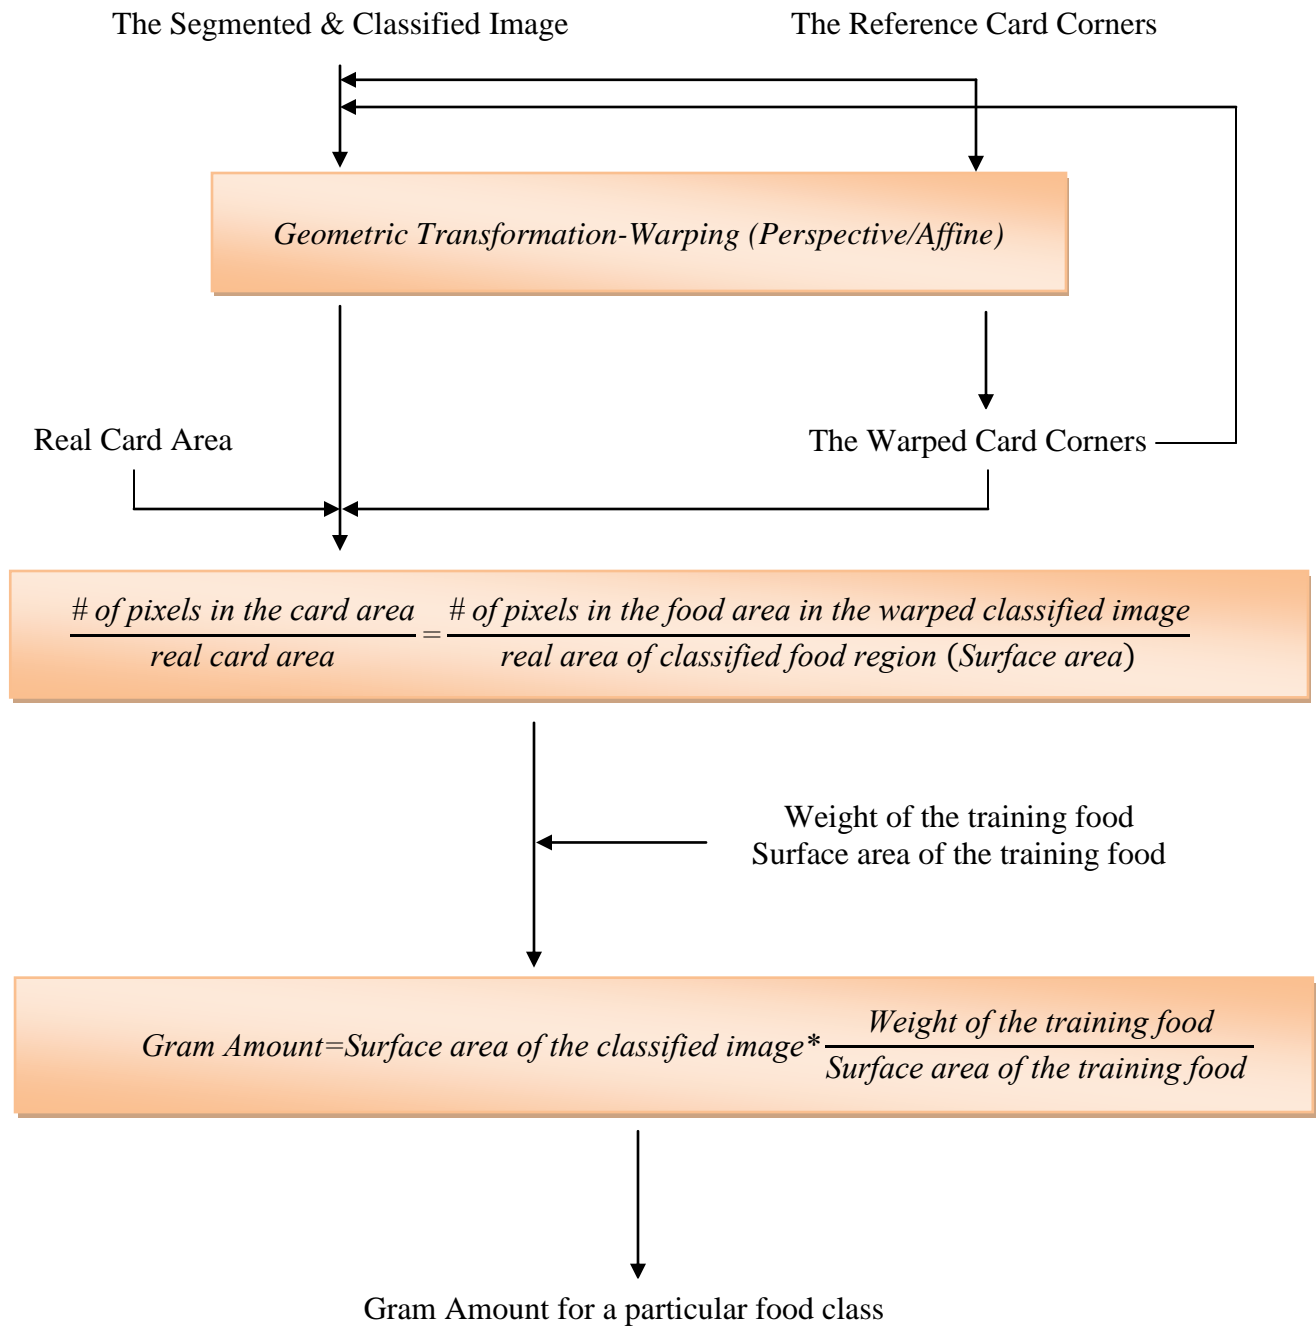 The Segmented & Classified Image
The Reference Card Corners
Geometric Transformation-Warping (Perspective/Affine)
Real Card Area
The Warped Card Corners
# of pixels in the card area
real card area
=
# of pixels in the food area in the warped classified image
real area of classified food region (Surface area)
Weight of the training food
Surface area of the training food
Gram Amount=Surface area of the classified image*
Weight of the training food
Surface area of the training food
Gram Amount for a particular food class